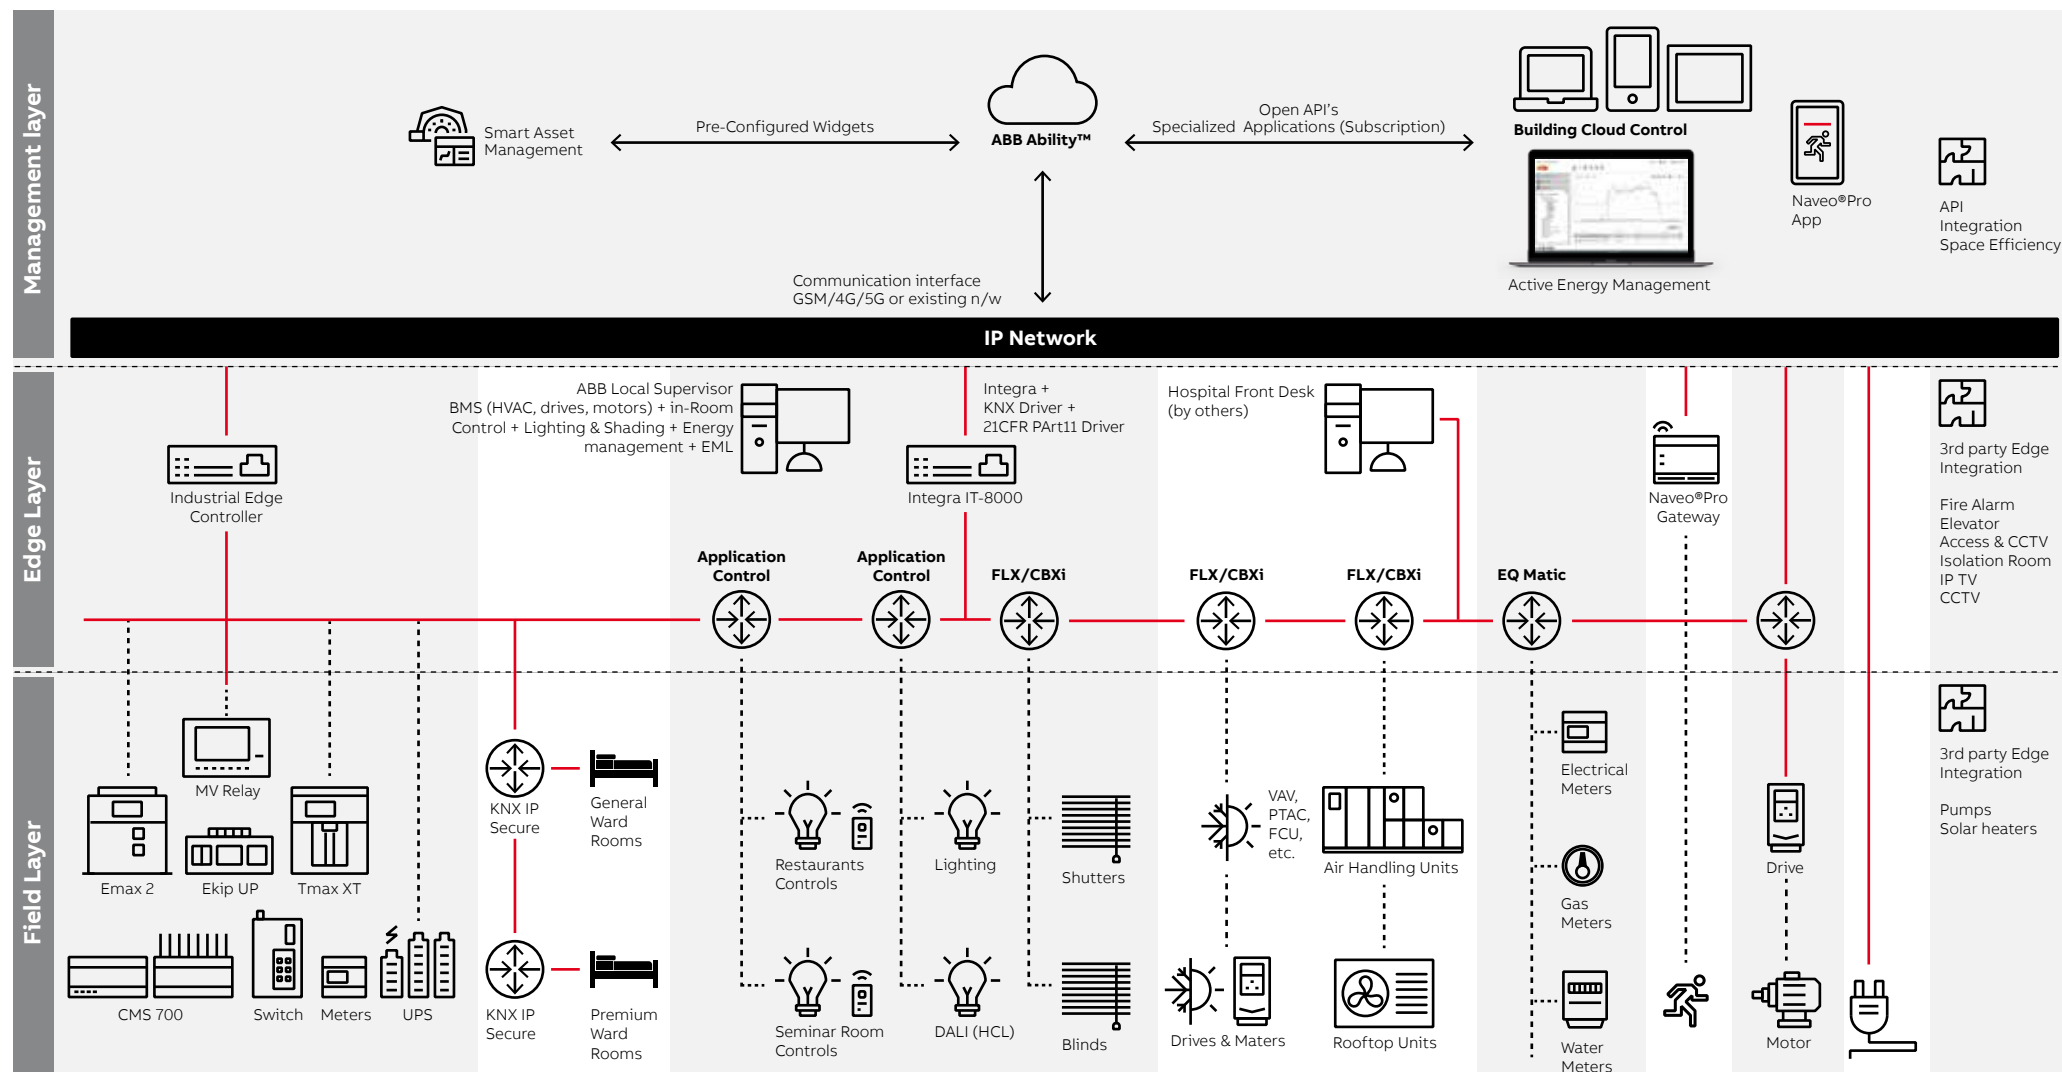 Management layer
Smart Asset
Management
Pre-Configured Widgets
ABB Ability™
Open API's
Specialized Applications (Subscription)
Building Cloud Control
Active Energy Management
Naveo®Pro
App
API
Integration
Space Efficiency
Communication interface
GSM/4G/5G or existing n/w
IP Network
Edge Layer
Industrial Edge
Controller
ABB Local Supervisor
BMS (HVAC, drives, motors) + in-Room
Control + Lighting & Shading + Energy
management + EML
Integra +
KNX Driver +
21CFR PArt11 Driver
Integra IT-8000
Hospital Front Desk
(by others)
Naveo®Pro
Gateway
3rd party Edge
Integration
Fire Alarm
Elevator
Access & CCTV
Isolation Room
IP TV
CCTV
Application
Control
Application
Control
FLX/CBXi
FLX/CBXi
FLX/CBXi
EQ Matic
Field Layer
MV Relay
Emax 2
Ekip UP
Tmax XT
CMS 700
Switch
Meters
UPS
KNX IP
Secure
General
Ward
Rooms
KNX IP
Secure
Premium
Ward
Rooms
Restaurants
Controls
Seminar Room
Controls
Lighting
DALI (HCL)
Shutters
Blinds
VAV,
PTAC,
FCU,
etc.
Drives & Maters
Air Handling Units
Rooftop Units
Electrical
Meters
Gas
Meters
Water
Meters
Drive
Motor
3rd party Edge
Integration
Pumps
Solar heaters